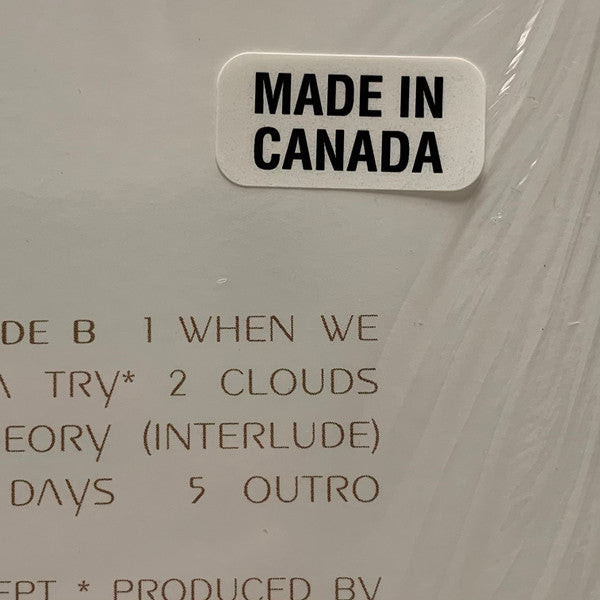 MADE IN
CANADA
DE B 1 WHEN WE
A TRY* 2 CLOUDS
EORY (INTERLUDE)
DAYS 5 OUTRO
EPT * PRODUCED BY